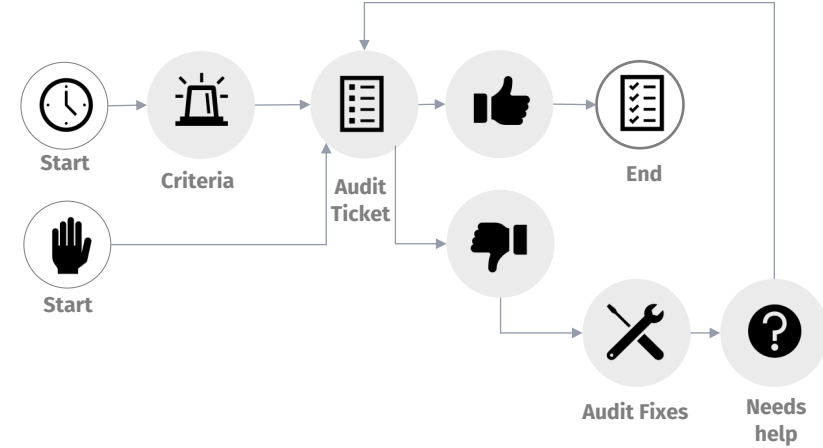 Start
Criteria
Audit
Ticket
End
Start
Audit Fixes
Needs
help